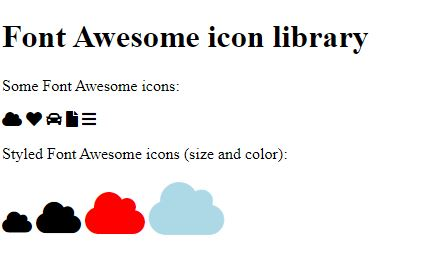 Font Awesome icon library
Some Font Awesome icons:
Styled Font Awesome icons (size and color):